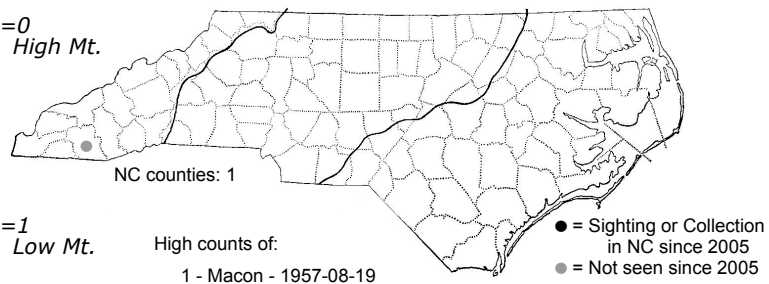 =0
High Mt.
NC counties: 1
=1
Low Mt.
High counts of:
1 - Macon - 1957-08-19
● = Sighting or Collection
in NC since 2005
● = Not seen since 2005